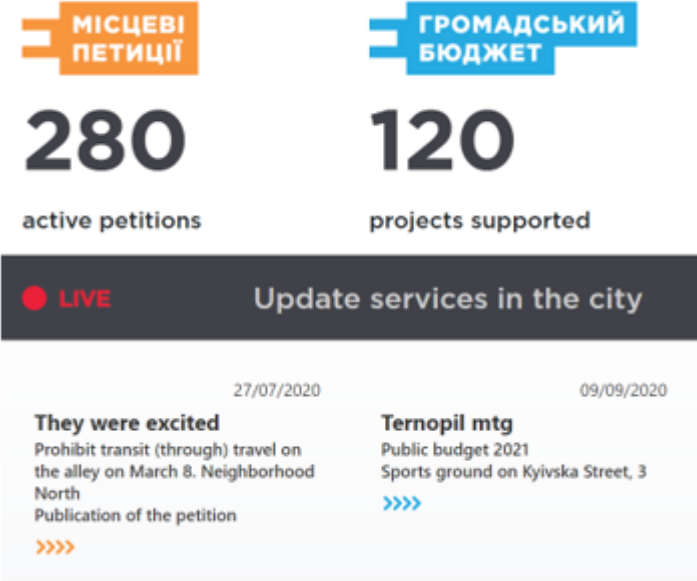 МІСЦЕВІ
ПЕТИЦІЇ
ГРОМАДСЬКИЙ
БЮДЖЕТ
280
120
active petitions
projects supported
LIVE
Update services in the city
27/07/2020
They were excited
Prohibit transit (through) travel on
the alley on March 8. Neighborhood
North
Publication of the petition
»»
09/09/2020
Ternopil mtg
Public budget 2021
Sports ground on Kyivska Street, 3
»»